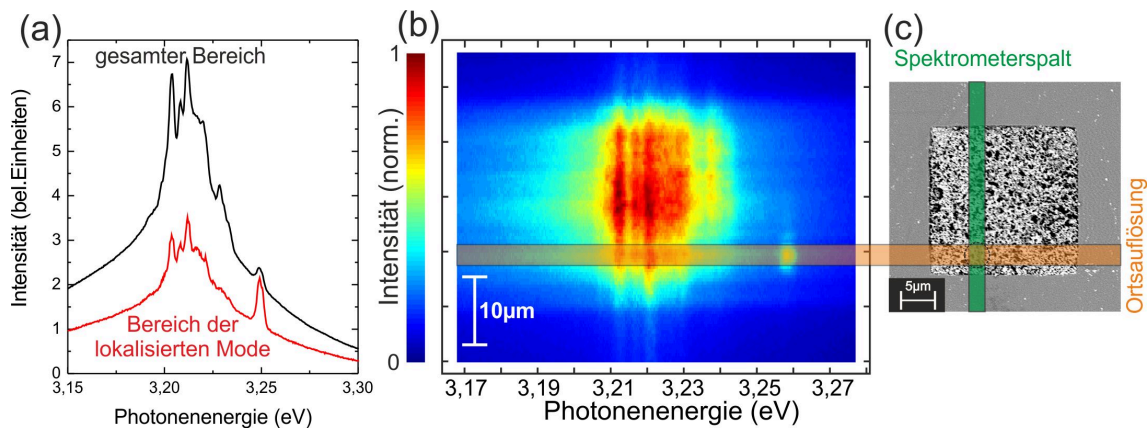 (a)
gesamter Bereich
7
6
5
4
3
2
1
0
Intensität (bel.Einheiten)
Bereich der
lokalisierten Mode
3,15
3,20
3,25
3,30
Photonenenergie (eV)
(b)
1
Intensität (norm.)
0
10µm
3,17
3,19
3,21
3,23
3,25
3,27
Photonenenergie (eV)
(c)
Spektrometerspalt
Ortsauflösung
5µm